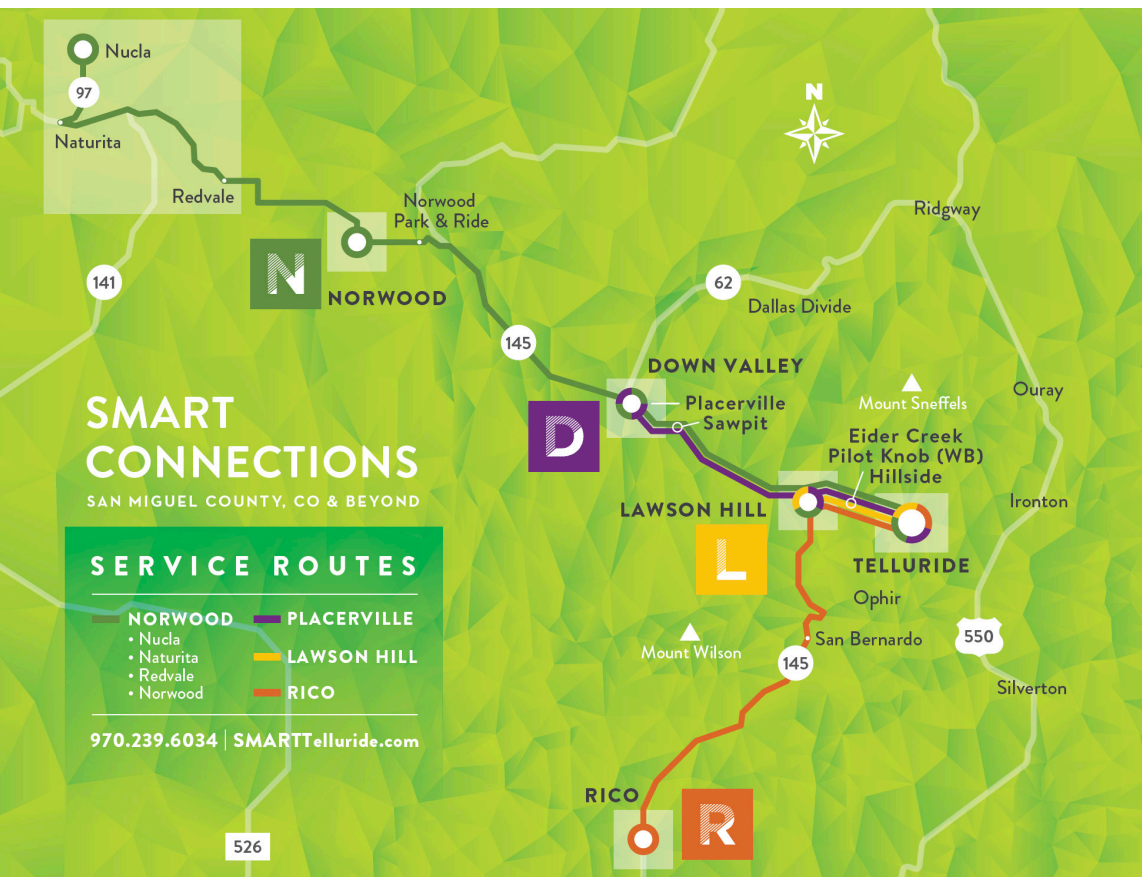 Nucla
97
Naturita
Redvale
Norwood
Park & Ride
N
N
NORWOOD
141
145
Ridgway
62
Dallas Divide
DOWN VALLEY
D
Placerville
Sawpit
Mount Sneffels
Ouray
Eider Creek
Pilot Knob (WB)
Hillside
LAWSON HILL
L
Ironton
TELLURIDE
Ophir
San Bernardo
145
Mount Wilson
550
Silverton
RICO
R
SMART
CONNECTIONS
SAN MIGUEL COUNTY, CO & BEYOND
SERVICE ROUTES
NORWOOD
• Nucla
• Naturita
• Redvale
• Norwood
PLACERVILLE
LAWSON HILL
RICO
970.239.6034 | SMARTTelluride.com
526